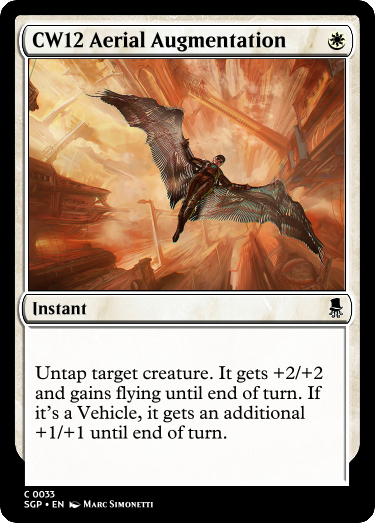 CW12 Aerial Augmentation
Instant
Untap target creature. It gets +2/+2
and gains flying until end of turn. If
it's a Vehicle, it gets an additional
+1/+1 until end of turn.
C 0033
SGP • EN Marc Simonetti